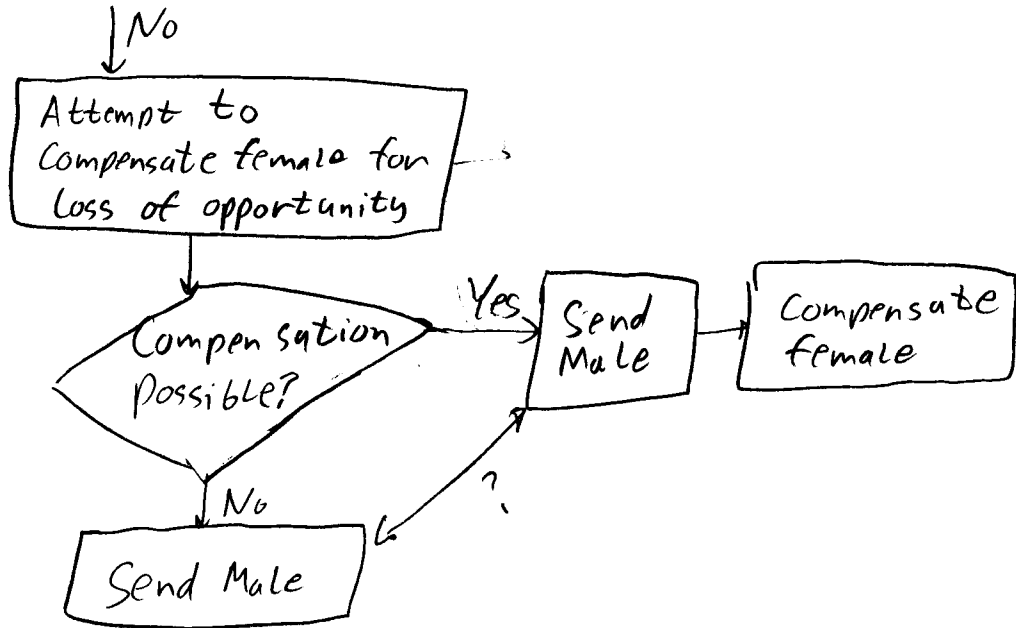 No
Attempt to
Compensate female for
Loss of opportunity
Compensation
possible?
Yes
Send
Male
Compensate
female
?
No
Send Male